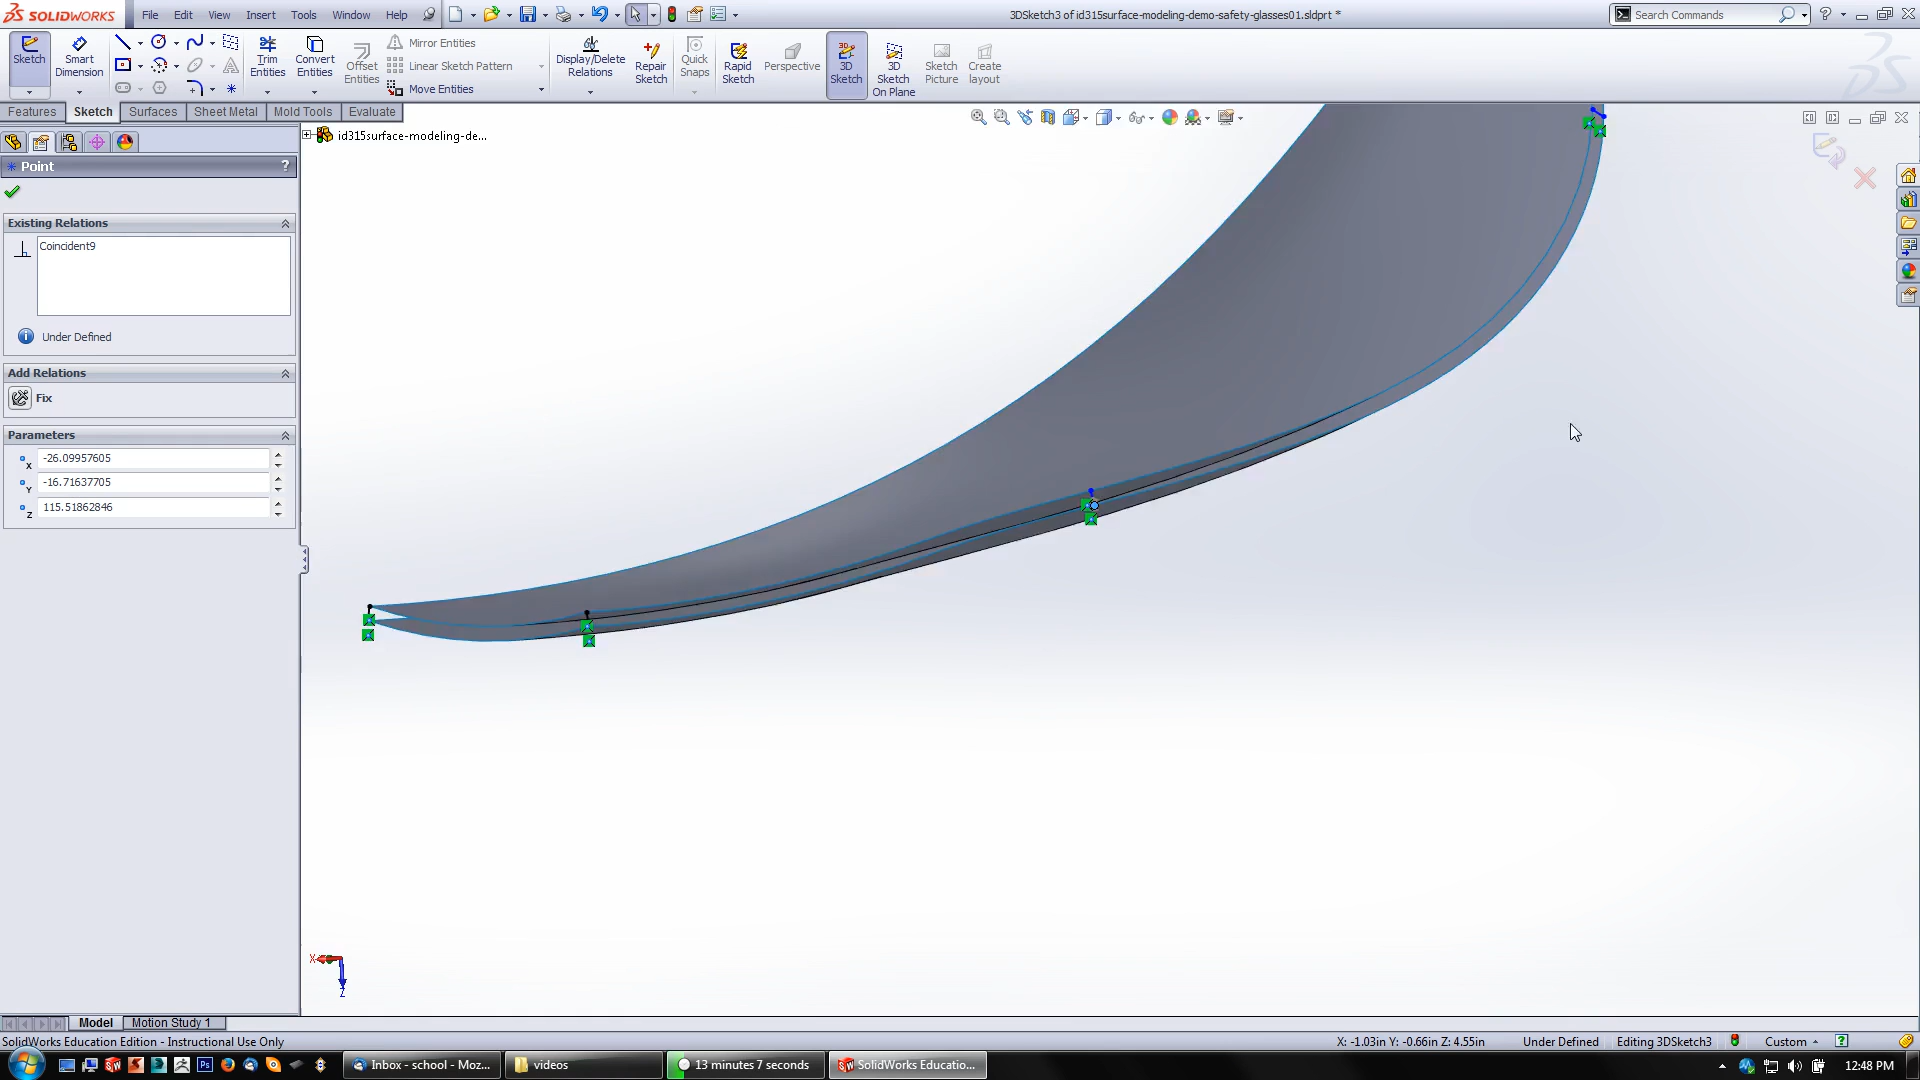 SOLIDWORKS File Edit View Insert Tools Window Help 3DSketch3 of id315surface-modeling-demo-safety-glasses01.sldprt * Search Commands
Sketch Smart Dimension Trim Entities Convert Entities Offset Entities Mirror Entities Linear Sketch Pattern Move Entities Display/Delete Relations Repair Sketch Quick Snaps Rapid Sketch Perspective 3D Sketch 3D Sketch On Plane Sketch Picture Create layout
Features Sketch Surfaces Sheet Metal Mold Tools Evaluate
id315surface-modeling-de...
Point ?
Existing Relations
Coincident9
Under Defined
Add Relations
Fix
Parameters
X -26.09957605
Y -16.71637705
Z 115.51862846
X
Z
Model Motion Study 1
SolidWorks Education Edition - Instructional Use Only X: -1.03in Y: -0.66in Z: 4.55in Under Defined Editing 3DSketch3 Custom
Inbox - school - Moz... videos 13 minutes 7 seconds SolidWorks Educatio... 12:48 PM